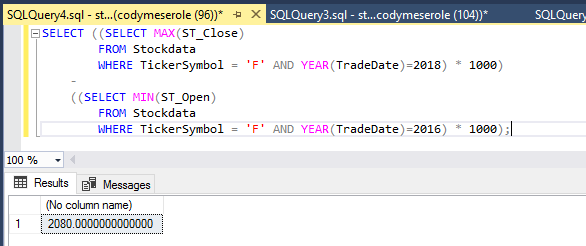 SQLQuery4.sql - st...(codymeserole (96))* SQLQuery3.sql - st...codymeserole (104))* SQLQu
SELECT ((SELECT MAX(ST_Close)
FROM Stockdata
WHERE TickerSymbol = 'F' AND YEAR(TradeDate)=2018) * 1000)
-
((SELECT MIN(ST_Open)
FROM Stockdata
WHERE TickerSymbol = 'F' AND YEAR(TradeDate)=2016) * 1000);
100 %
Results Messages
(No column name)
1 2080.0000000000000